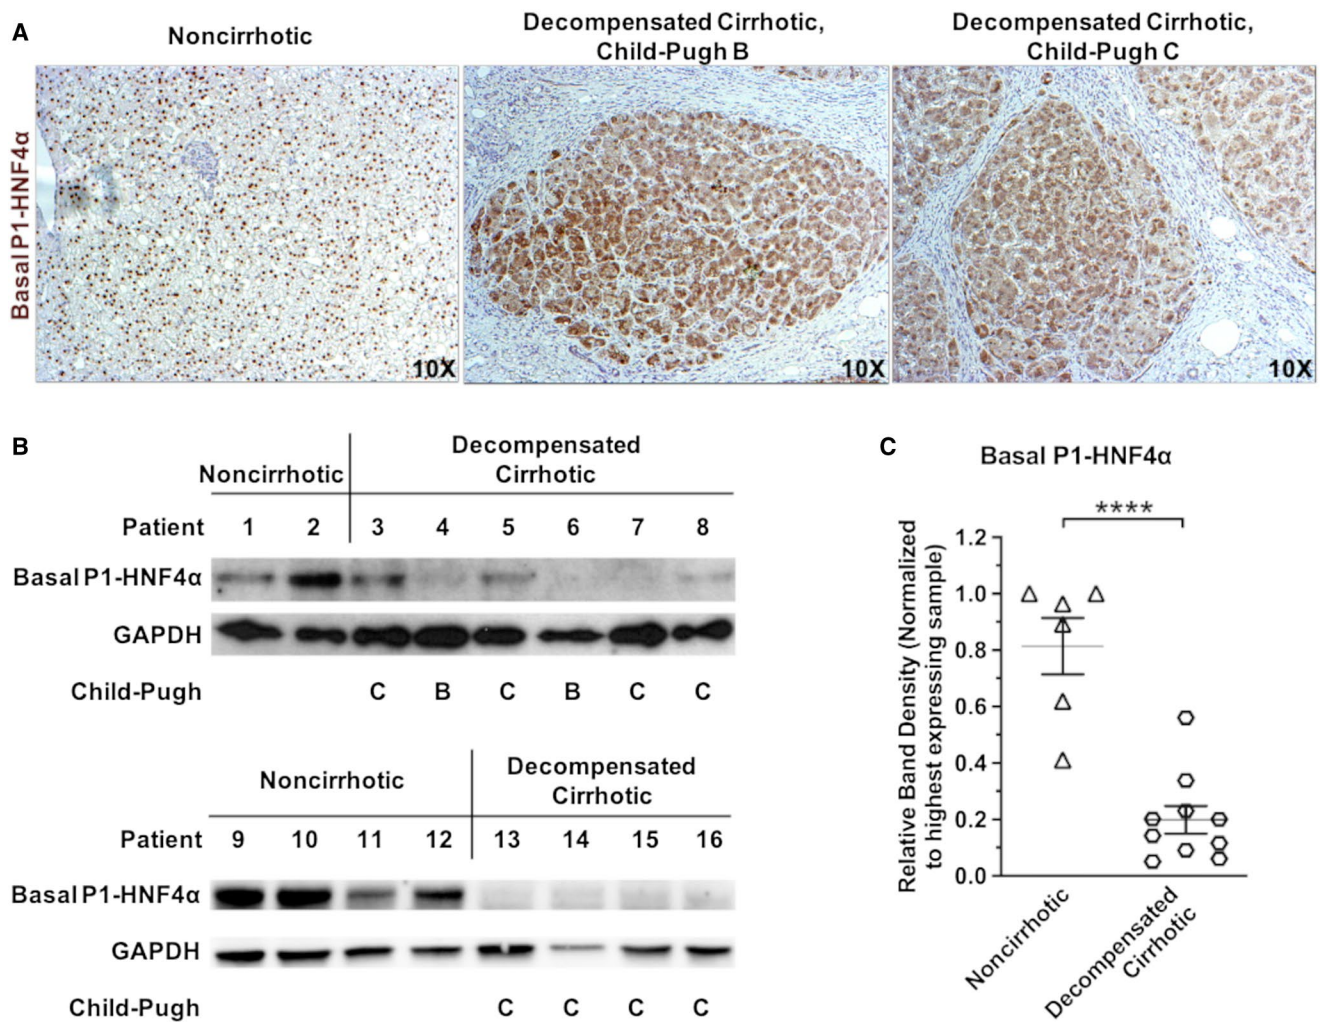 A
Noncirrhotic
Decompensated Cirrhotic,
Child-Pugh B
Decompensated Cirrhotic,
Child-Pugh C
Basal P1-HNF4α
10X
10X
10X
B
Noncirrhotic
Decompensated
Cirrhotic
Patient 1 2 3 4 5 6 7 8
Basal P1-HNF4α
GAPDH
Child-Pugh C B C B C C
Noncirrhotic
Decompensated
Cirrhotic
Patient 9 10 11 12 13 14 15 16
Basal P1-HNF4α
GAPDH
Child-Pugh C C C C
C
Basal P1-HNF4α
****
Relative Band Density (Normalized
to highest expressing sample)
1.2
1.0
0.8
0.6
0.4
0.2
0.0
Noncirrhotic
Decompensated
Cirrhotic